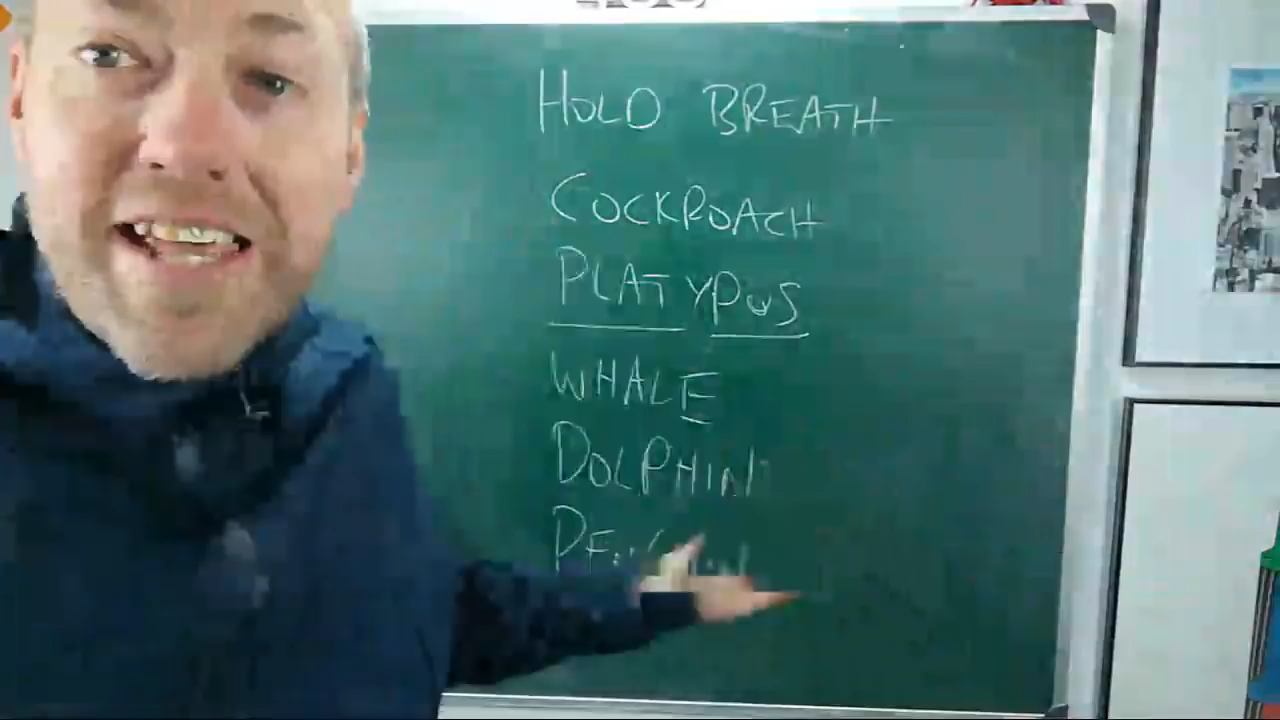 HOLD BREATH
COCKROACH
PLATYPUS
WHALE
DOLPHIN